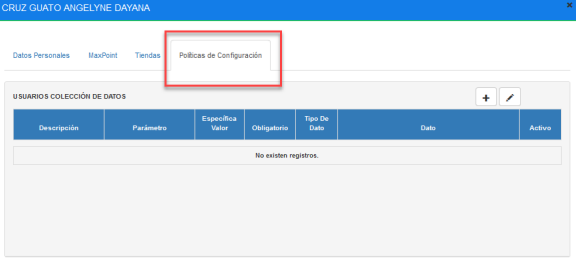 CRUZ GUATO ANGELYNE DAYANA
Datos Personales MaxPoint Tiendas Políticas de Configuración
USUARIOS COLECCIÓN DE DATOS
Descripción Parámetro Específica Valor Obligatorio Tipo De Dato Dato Activo
No existen registros.